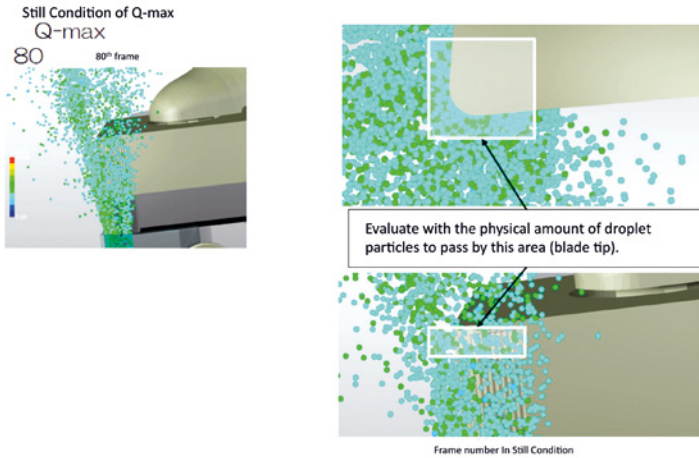 Still Condition of Q-max
Q-max
80
80th frame
Evaluate with the physical amount of droplet
particles to pass by this area (blade tip).
Frame number In Still Condition